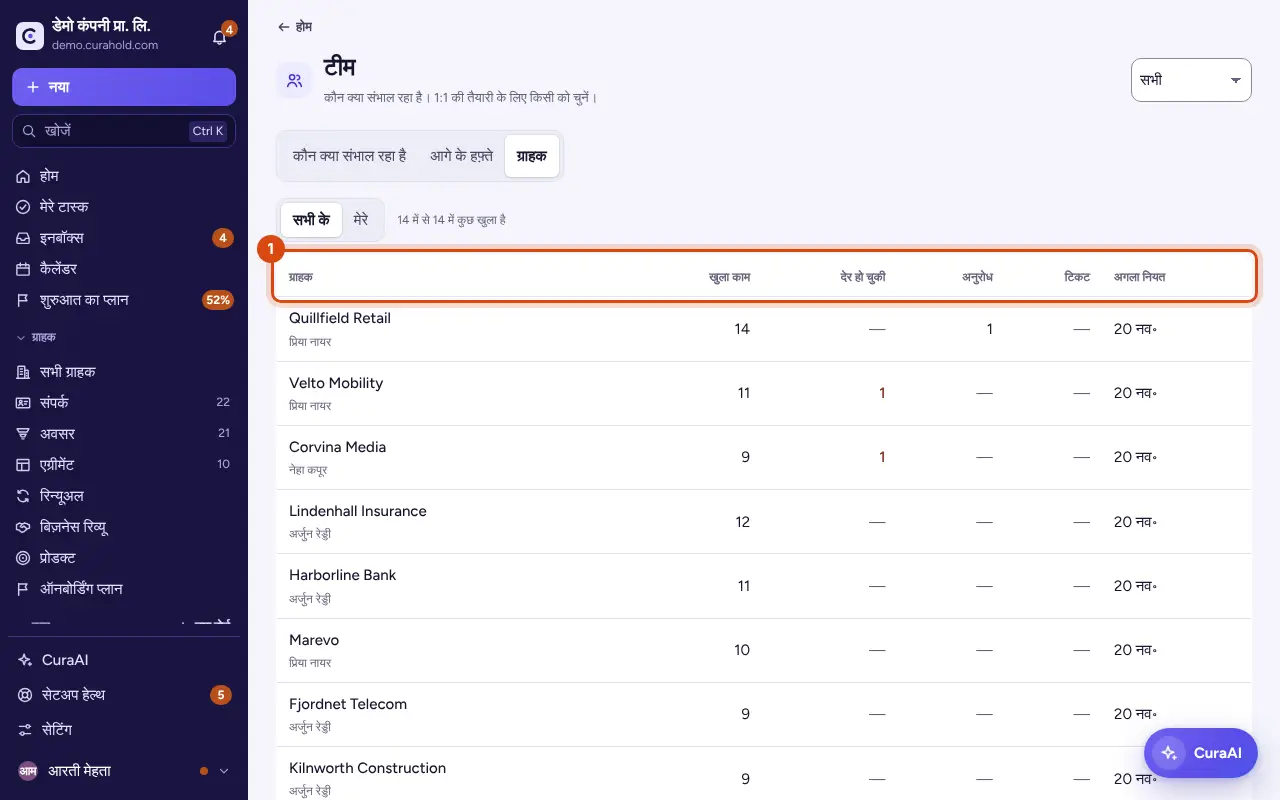 डेमो कंपनी प्रा. लि.
demo.curahold.com
4
+ नया
खोजें Ctrl K
होम
मेरे टास्क
इनबॉक्स 4
कैलेंडर
शुरुआत का प्लान 52%
ग्राहक
सभी ग्राहक
संपर्क 22
अवसर 21
एग्रीमेंट 10
रिन्यूअल
बिज़नेस रिव्यू
प्रोडक्ट
ऑनबोर्डिंग प्लान
CuraAI
सेटअप हेल्थ 5
सेटिंग
आम आरती मेहता
← होम
टीम
कौन क्या संभाल रहा है। 1:1 की तैयारी के लिए किसी को चुनें।
सभी
कौन क्या संभाल रहा है आगे के हफ़्ते ग्राहक
सभी के मेरे 14 में से 14 में कुछ खुला है
1
ग्राहक खुला काम देर हो चुकी अनुरोध टिकट अगला नियत
Quillfield Retail
प्रिया नायर
14 — 1 — 20 नव॰
Velto Mobility
प्रिया नायर
11 1 — — 20 नव॰
Corvina Media
नेहा कपूर
9 1 — — 20 नव॰
Lindenhall Insurance
अर्जुन रेड्डी
12 — — — 20 नव॰
Harborline Bank
अर्जुन रेड्डी
11 — — — 20 नव॰
Marevo
प्रिया नायर
10 — — — 20 नव॰
Fjordnet Telecom
अर्जुन रेड्डी
9 — — — 20 नव॰
Kilnworth Construction
अर्जुन रेड्डी
9 — — — 20 नव॰
CuraAI